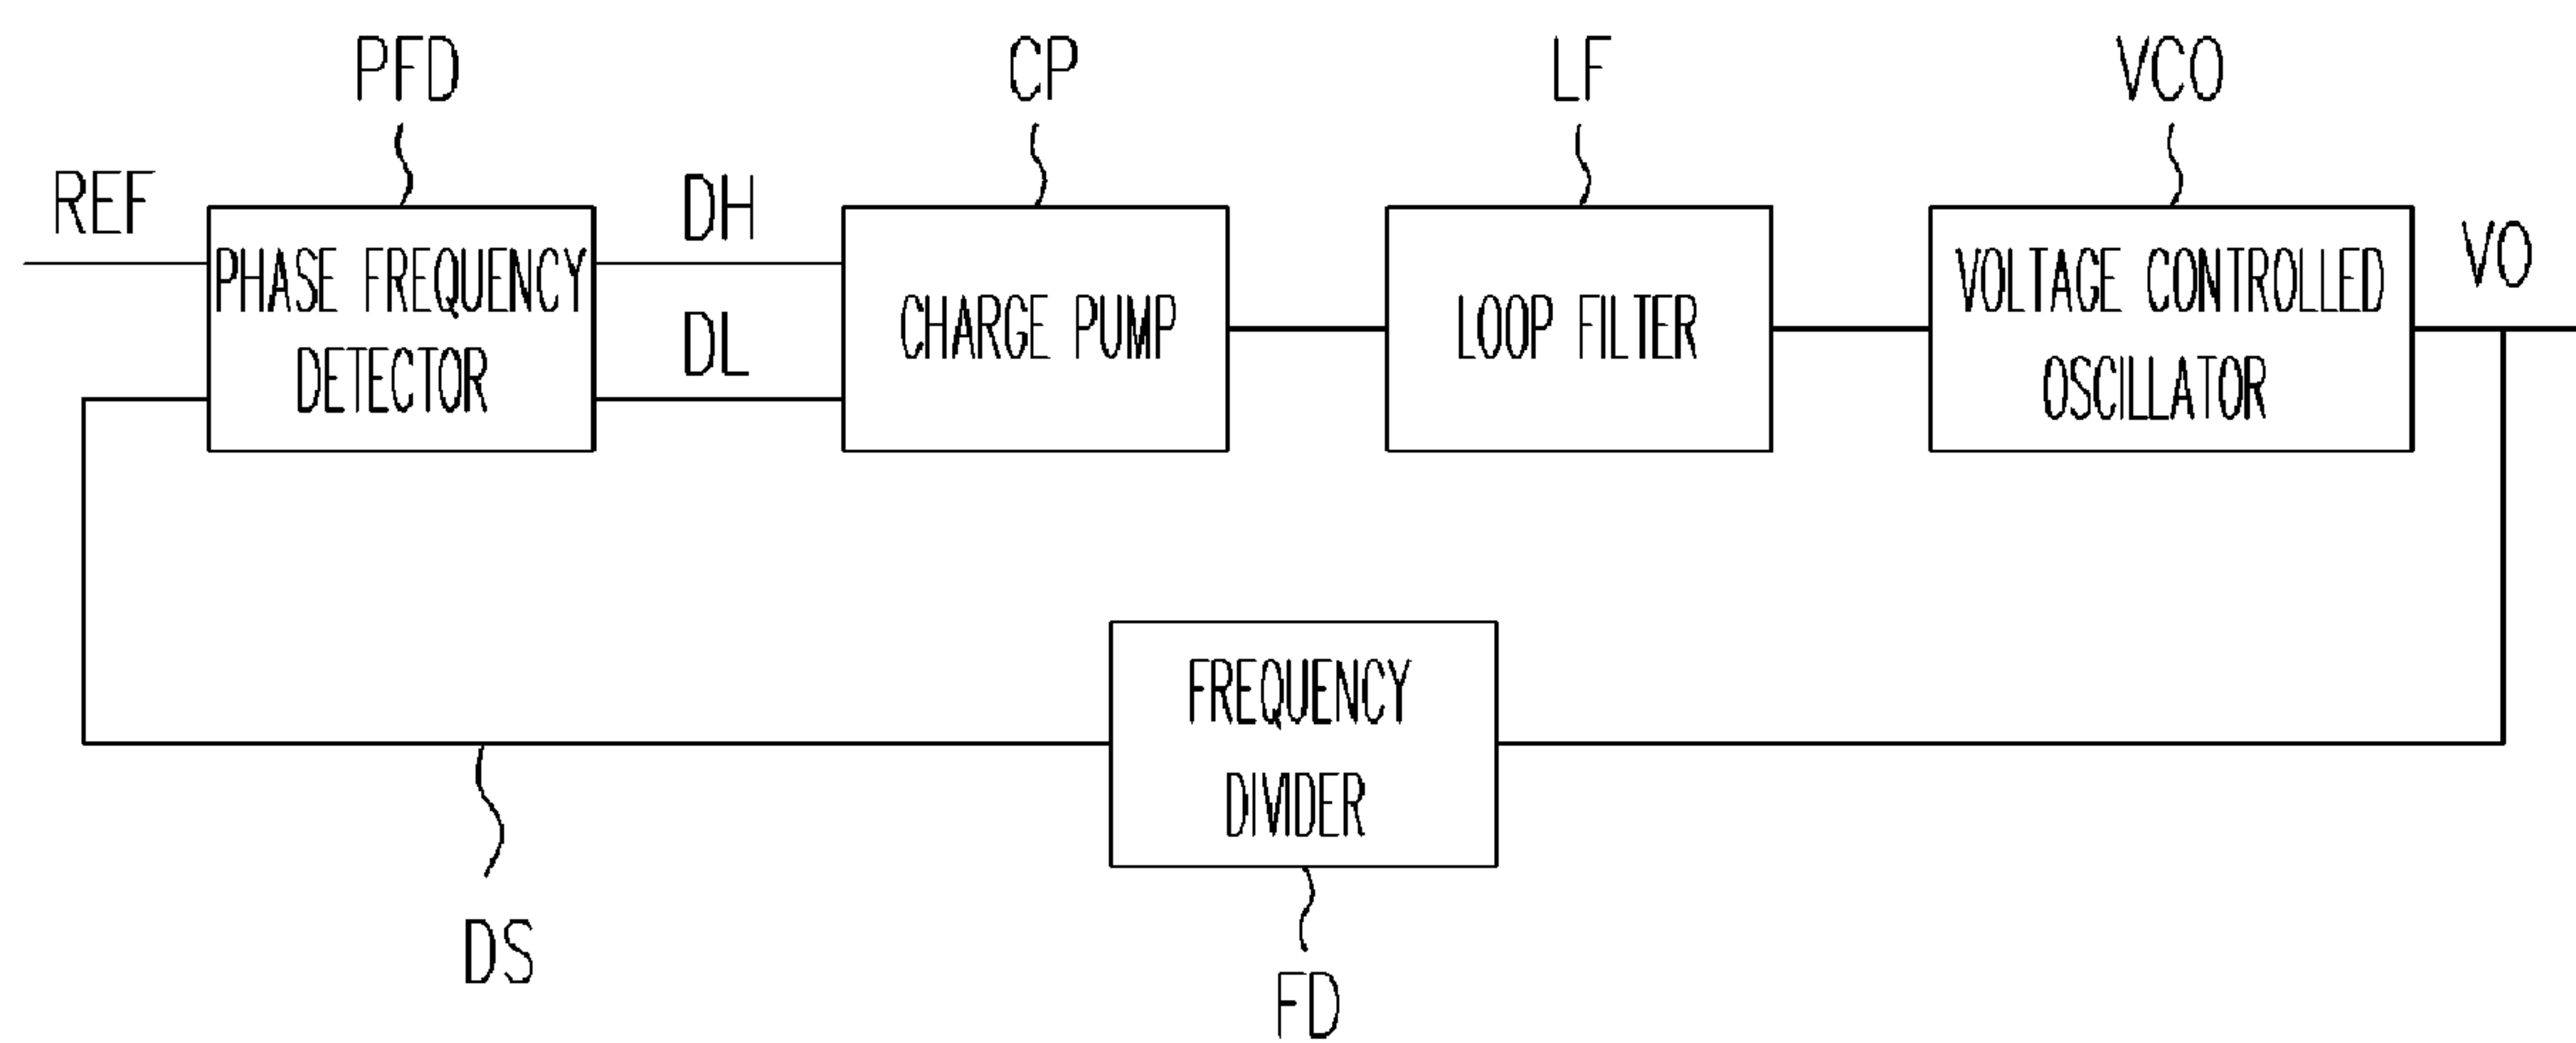 PFD
CP
LF
VCO
REF
DH
DL
VO
PHASE FREQUENCY
DETECTOR
CHARGE PUMP
LOOP FILTER
VOLTAGE CONTROLLED
OSCILLATOR
FREQUENCY
DIVIDER
DS
FD